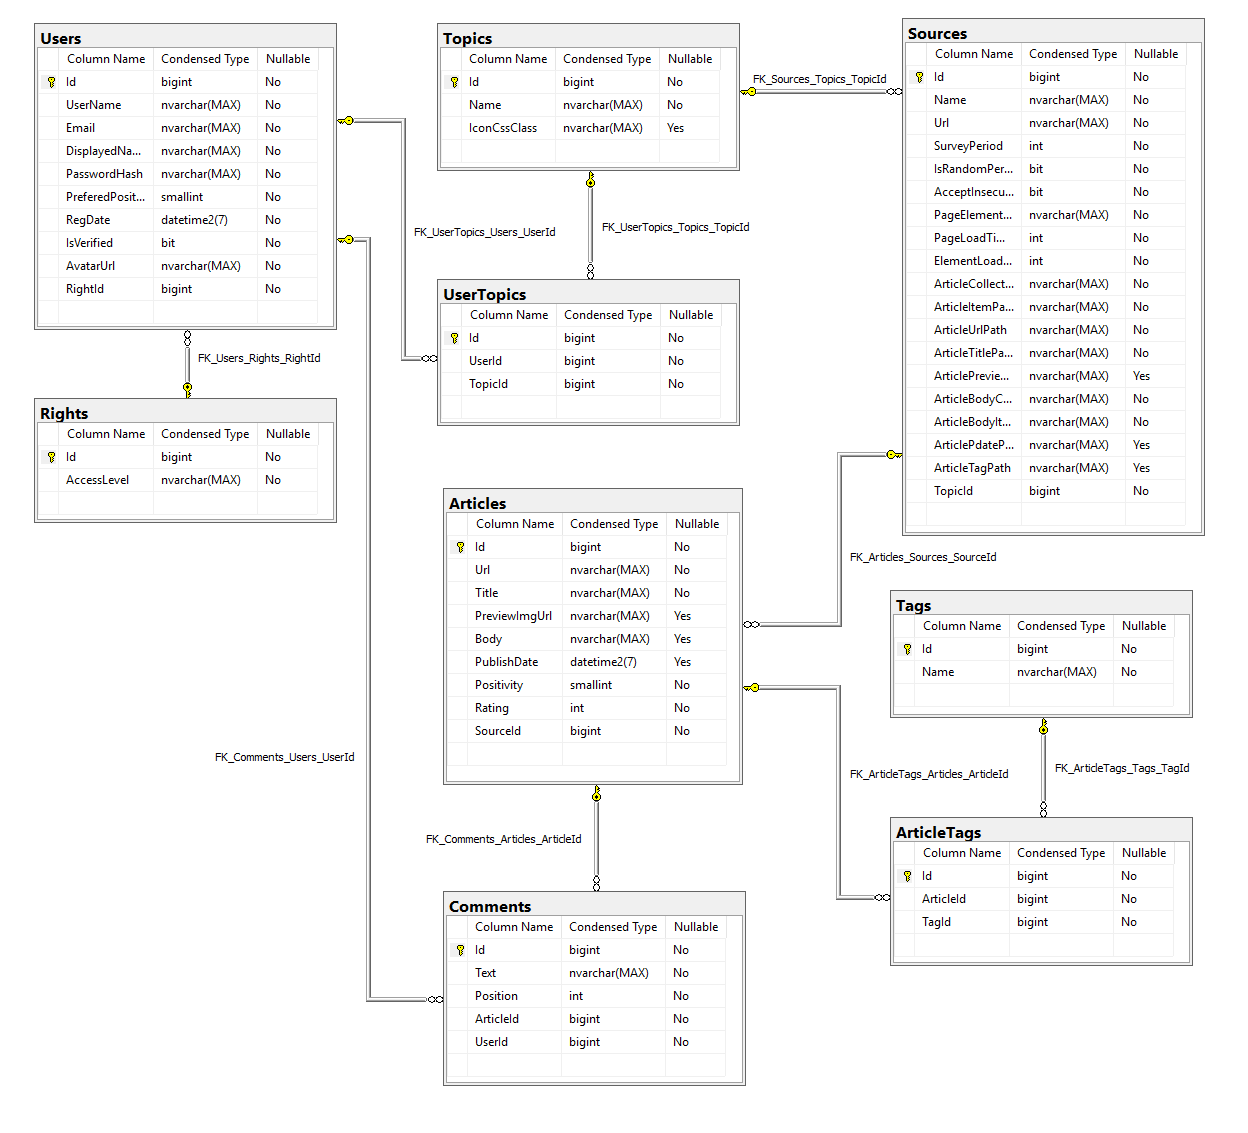 Users
Column Name Condensed Type Nullable
Id bigint No
UserName nvarchar(MAX) No
Email nvarchar(MAX) No
DisplayedNa... nvarchar(MAX) No
PasswordHash nvarchar(MAX) No
PreferedPosit... smallint No
RegDate datetime2(7) No
IsVerified bit No
AvatarUrl nvarchar(MAX) No
RightId bigint No
FK_Users_Rights_RightId
Rights
Column Name Condensed Type Nullable
Id bigint No
AccessLevel nvarchar(MAX) No
Topics
Column Name Condensed Type Nullable
Id bigint No
Name nvarchar(MAX) No
IconCssClass nvarchar(MAX) Yes
FK_Sources_Topics_TopicId
FK_UserTopics_Users_UserId
FK_UserTopics_Topics_TopicId
UserTopics
Column Name Condensed Type Nullable
Id bigint No
UserId bigint No
TopicId bigint No
Sources
Column Name Condensed Type Nullable
Id bigint No
Name nvarchar(MAX) No
Url nvarchar(MAX) No
SurveyPeriod int No
IsRandomPer... bit No
AcceptInsecu... bit No
PageElement... nvarchar(MAX) No
PageLoadTi... int No
ElementLoad... int No
ArticleCollect... nvarchar(MAX) No
ArticleItemPa... nvarchar(MAX) No
ArticleUrlPath nvarchar(MAX) No
ArticleTitlePa... nvarchar(MAX) No
ArticlePrevie... nvarchar(MAX) Yes
ArticleBodyC... nvarchar(MAX) No
ArticleBodyIt... nvarchar(MAX) No
ArticlePdateP... nvarchar(MAX) Yes
ArticleTagPath nvarchar(MAX) Yes
TopicId bigint No
Articles
Column Name Condensed Type Nullable
Id bigint No
Url nvarchar(MAX) No
Title nvarchar(MAX) No
PreviewImgUrl nvarchar(MAX) Yes
Body nvarchar(MAX) Yes
PublishDate datetime2(7) Yes
Positivity smallint No
Rating int No
SourceId bigint No
FK_Articles_Sources_SourceId
Tags
Column Name Condensed Type Nullable
Id bigint No
Name nvarchar(MAX) No
FK_Comments_Users_UserId
FK_ArticleTags_Articles_ArticleId
FK_ArticleTags_Tags_TagId
FK_Comments_Articles_ArticleId
ArticleTags
Column Name Condensed Type Nullable
Id bigint No
ArticleId bigint No
TagId bigint No
Comments
Column Name Condensed Type Nullable
Id bigint No
Text nvarchar(MAX) No
Position int No
ArticleId bigint No
UserId bigint No